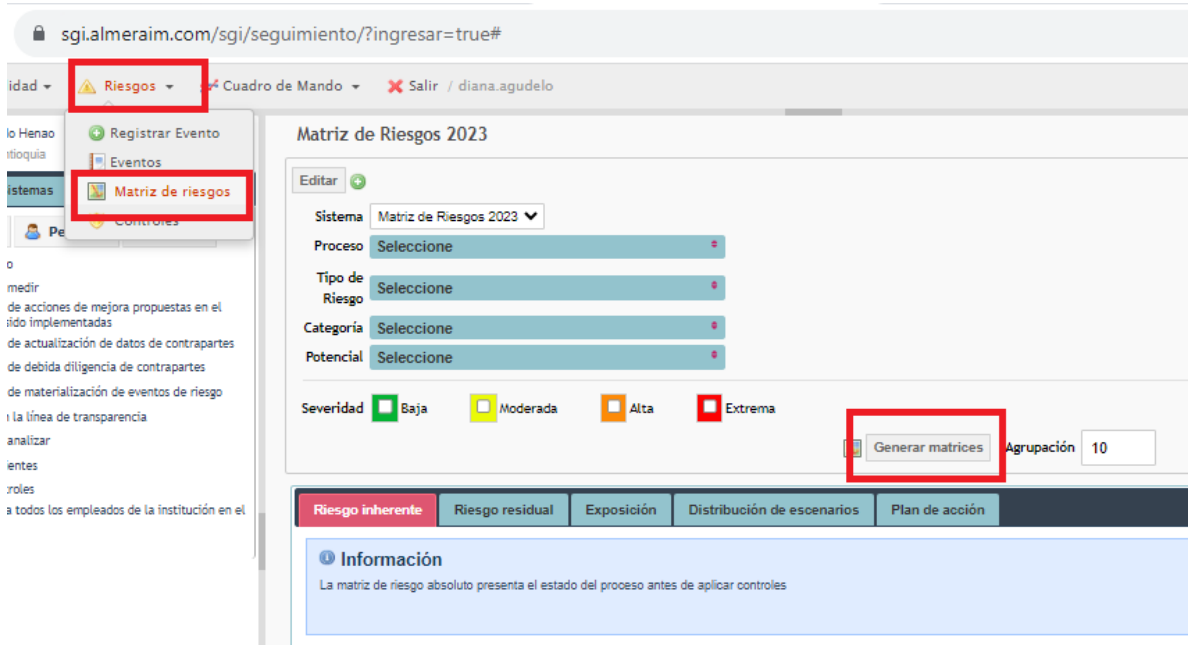 sgi.almeraim.com/sgi/seguimiento/?ingresar=true#
idad Riesgos Cuadro de Mando Salir / diana.agudelo
do Henao
ntioquia
istemas
Pe
Registrar Evento
Eventos
Matriz de riesgos
Controles
o
medir
de acciones de mejora propuestas en el
sido implementadas
de actualización de datos de contrapartes
de debida diligencia de contrapartes
de materialización de eventos de riesgo
n la línea de transparencia
analizar
ientes
troles
a todos los empleados de la institución en el
Matriz de Riesgos 2023
Editar
Sistema Matriz de Riesgos 2023
Proceso Seleccione
Tipo de
Riesgo Seleccione
Categoría Seleccione
Potencial Seleccione
Severidad Baja Moderada Alta Extrema
Generar matrices Agrupación 10
Riesgo inherente Riesgo residual Exposición Distribución de escenarios Plan de acción
Información
La matriz de riesgo absoluto presenta el estado del proceso antes de aplicar controles